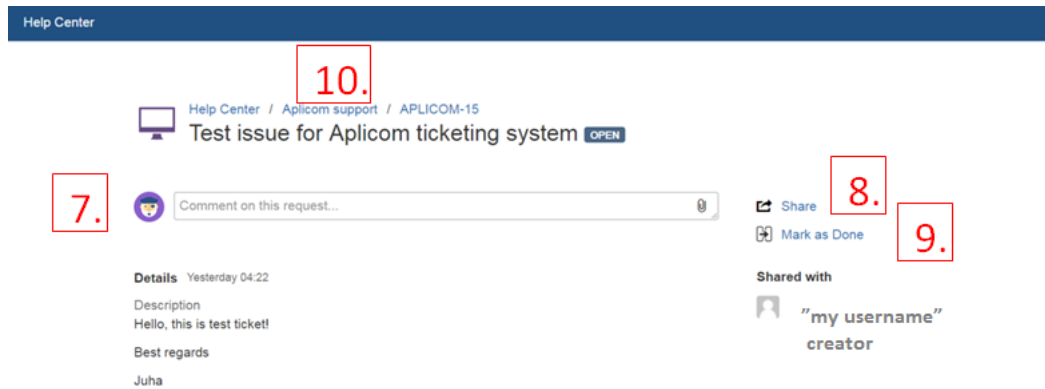 Help Center
10.
Help Center / Aplicom support / APLICOM-15
Test issue for Aplicom ticketing system OPEN
7.
Comment on this request...
Share
8.
Mark as Done
9.
Details Yesterday 04:22
Shared with
Description
Hello, this is test ticket!
"my username"
creator
Best regards
Juha